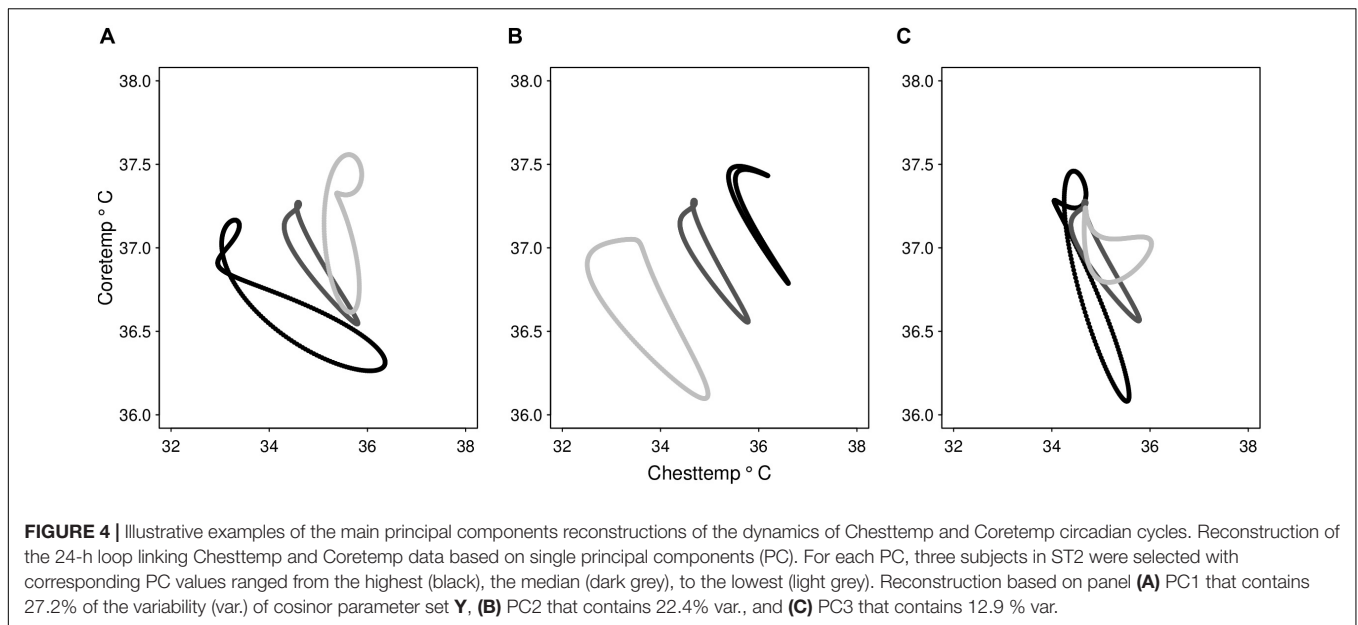 A B C
38.0 38.0 38.0
37.5 37.5 37.5
37.0 37.0 37.0
36.5 36.5 36.5
36.0 36.0 36.0
Coretemp ° C
32 34 36 38 32 34 36 38 32 34 36 38
Chesttemp ° C
FIGURE 4 | Illustrative examples of the main principal components reconstructions of the dynamics of Chesttemp and Coretemp circadian cycles. Reconstruction of
the 24-h loop linking Chesttemp and Coretemp data based on single principal components (PC). For each PC, three subjects in ST2 were selected with
corresponding PC values ranged from the highest (black), the median (dark grey), to the lowest (light grey). Reconstruction based on panel (A) PC1 that contains
27.2% of the variability (var.) of cosinor parameter set Y, (B) PC2 that contains 22.4% var., and (C) PC3 that contains 12.9 % var.